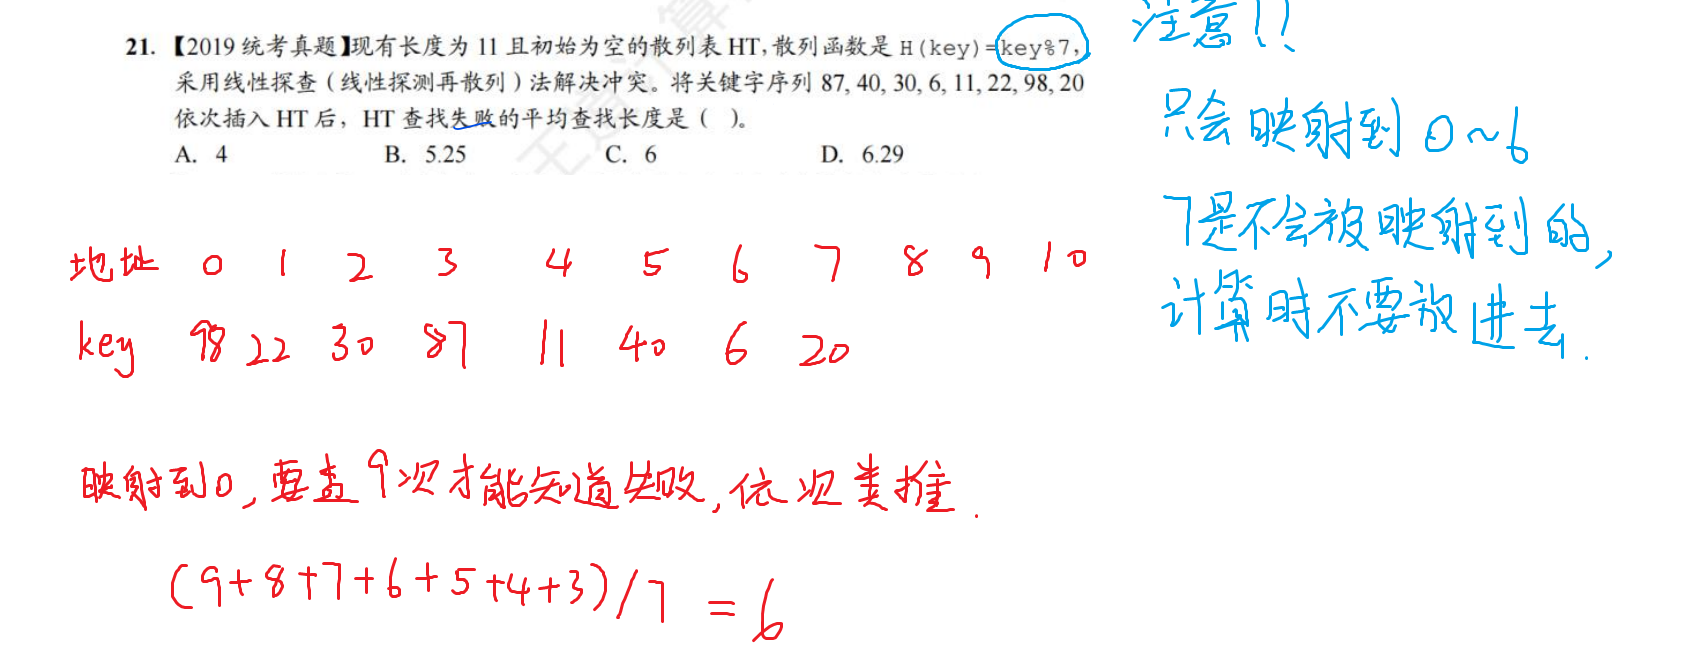 注意!!
21. 【2019 统考真题】现有长度为 11 且初始为空的散列表 HT，散列函数是 H(key)=key%7，
采用线性探查（线性探测再散列）法解决冲突。将关键字序列 87, 40, 30, 6, 11, 22, 98, 20
依次插入 HT 后，HT 查找失败的平均查找长度是（ ）。
A. 4 B. 5.25 C. 6 D. 6.29
只会映射到 0~6
7是不会被映射到的,
计算时不要放进去.
地址 0 1 2 3 4 5 6 7 8 9 10
key 98 22 30 87 11 40 6 20
映射到0, 要查9次才能知道失败, 依次类推.
(9+8+7+6+5+4+3)/7 = 6